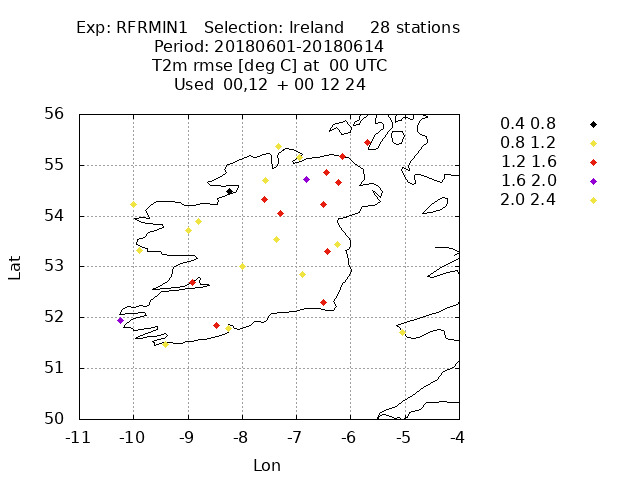 Exp: RFRMIN1   Selection: Ireland     28 stations
Period: 20180601-20180614
T2m rmse [deg C] at  00 UTC
Used  00,12  + 00 12 24
56
55
54
53
52
51
50
Lat
-11 -10 -9 -8 -7 -6 -5 -4
Lon
0.4 0.8
0.8 1.2
1.2 1.6
1.6 2.0
2.0 2.4